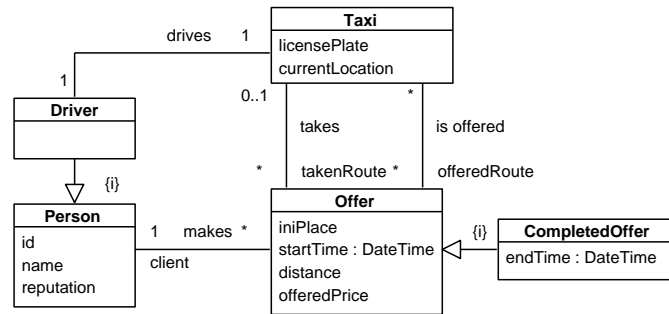 Taxi
drives 1
licensePlate
currentLocation
1
0..1 *
Driver
takes is offered
{i}
* takenRoute * offeredRoute
Person
Offer
id
name
reputation
1 makes *
client
iniPlace
startTime : DateTime
distance
offeredPrice
{i}
CompletedOffer
endTime : DateTime